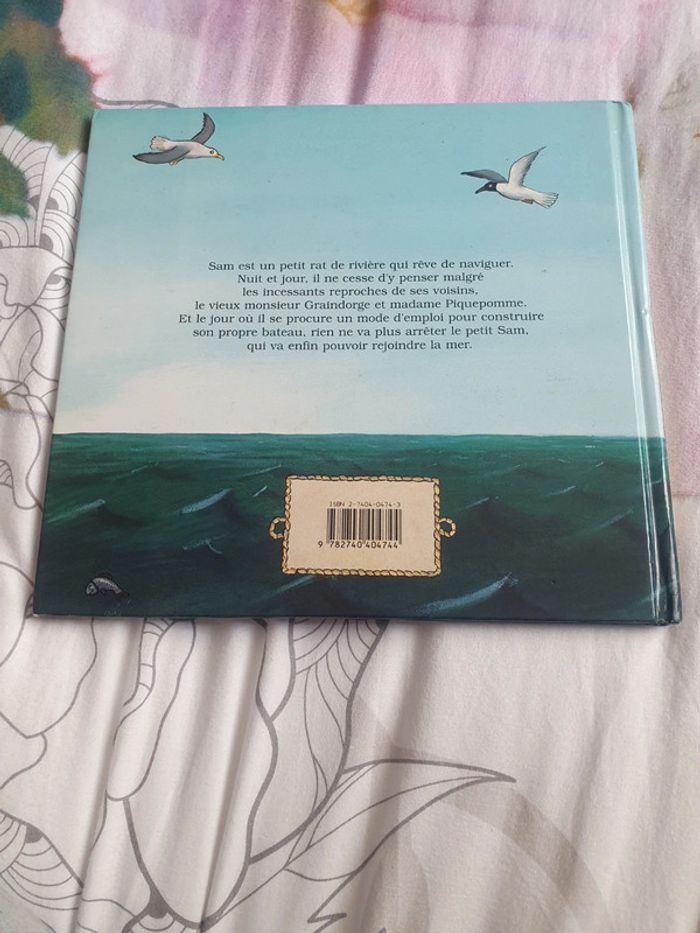 Sam est un petit rat de rivière qui rêve de naviguer.
Nuit et jour, il ne cesse d'y penser malgré
les incessants reproches de ses voisins,
le vieux monsieur Graindorge et madame Piquepomme.
Et le jour où il se procure un mode d'emploi pour construire
son propre bateau, rien ne va plus arrêter le petit Sam,
qui va enfin pouvoir rejoindre la mer.
ISBN 2-7404-0474-3
9 782740 404744